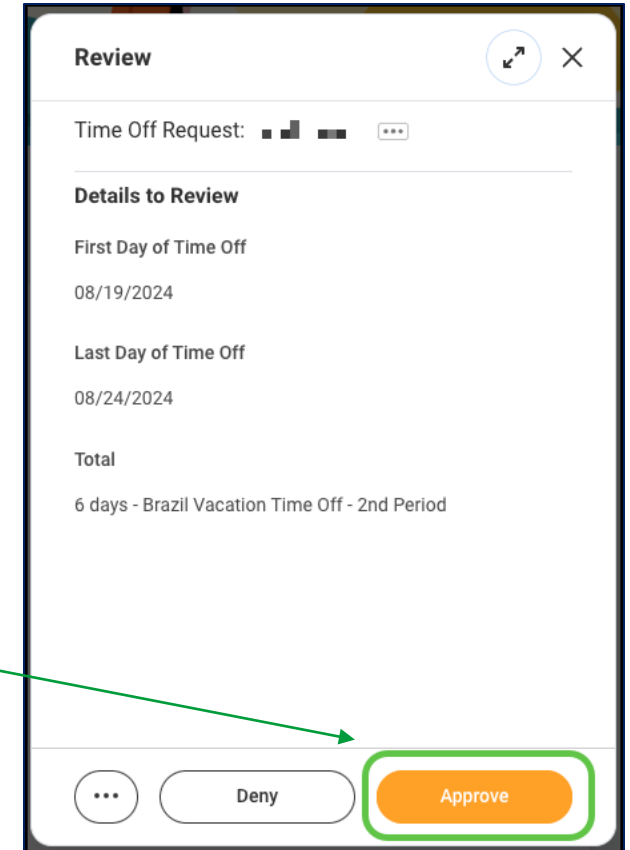 Review
Time Off Request:
Details to Review
First Day of Time Off
08/19/2024
Last Day of Time Off
08/24/2024
Total
6 days - Brazil Vacation Time Off - 2nd Period
Deny
Approve